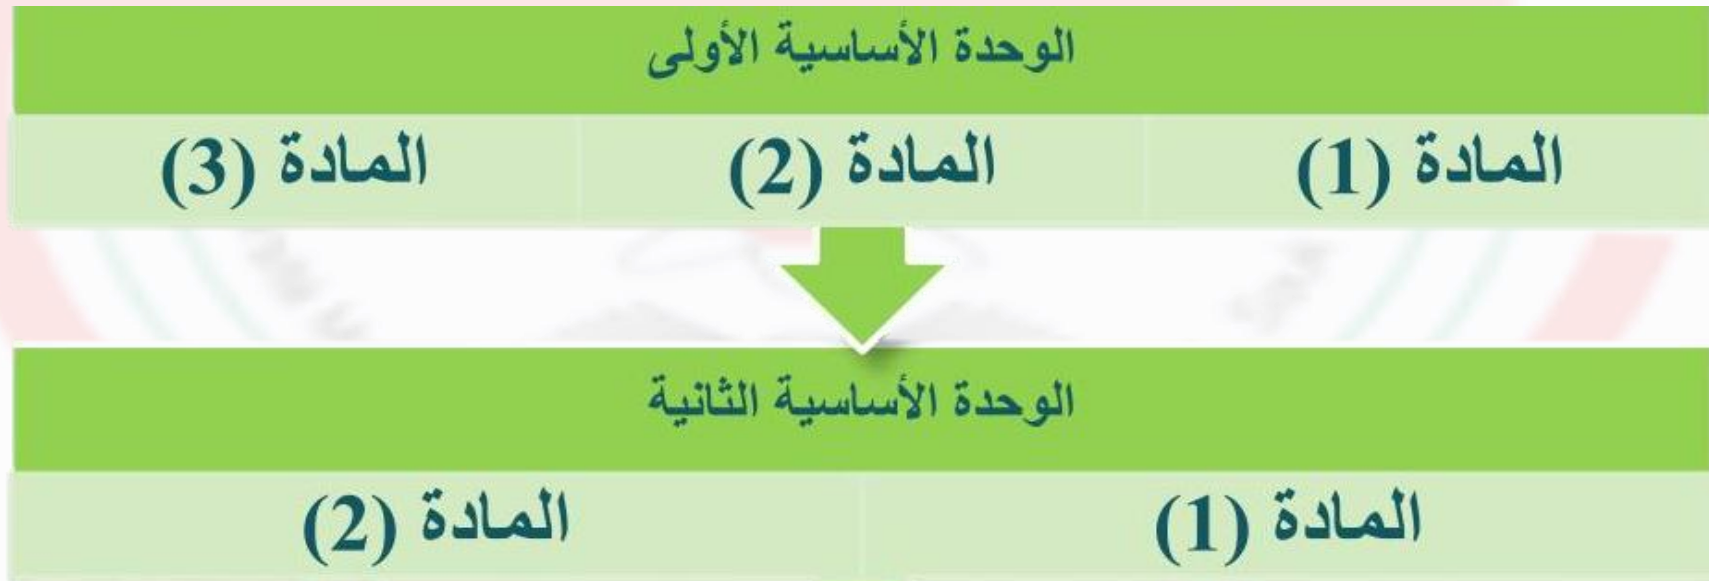 الوحدة الأساسية الأولى
المادة (1) المادة (2) المادة (3)
الوحدة الأساسية الثانية
المادة (1) المادة (2)